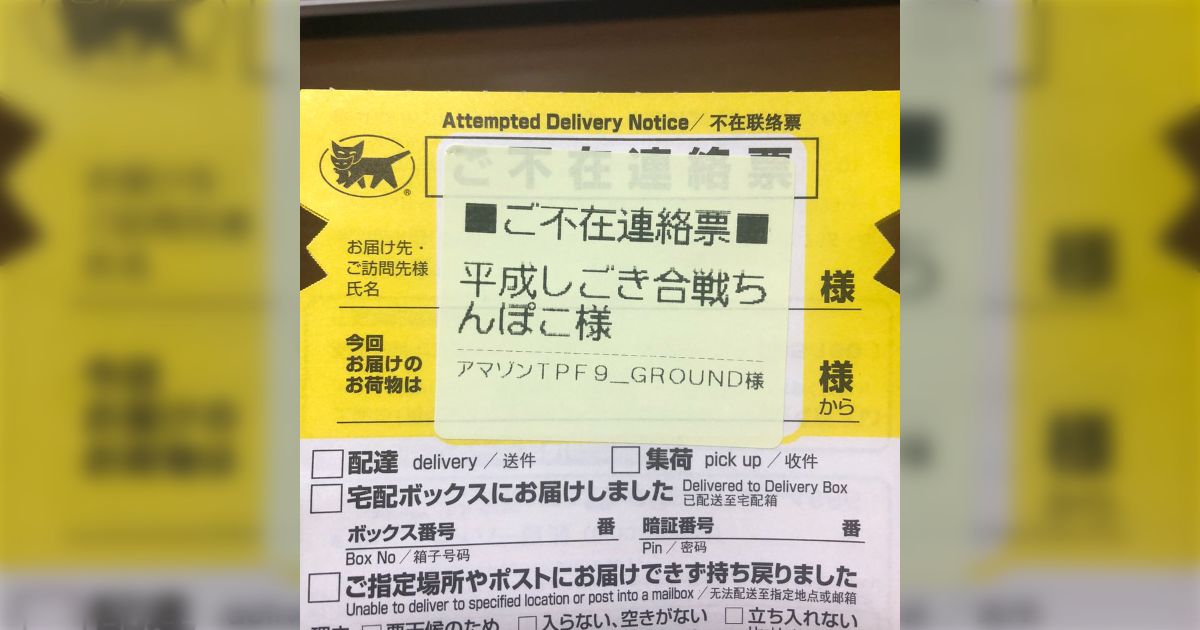 Attempted Delivery Notice／不在联络票
ご不在連絡票
■ご不在連絡票■
お届け先・
ご訪問先様
氏名
平成しごき合戦ち
んぽこ様
様
今回
お届けの
お荷物は
アマゾンTPF9_GROUND様
様
から
配達 delivery／送件
集荷 pick up／收件
宅配ボックスにお届けしました Delivered to Delivery Box
已配送至宅配箱
ボックス番号 番 暗証番号 番
Box No／箱子号码 Pin／密码
ご指定場所やポストにお届けできず持ち戻りました
Unable to deliver to specified location or post into a mailbox／无法配送至指定地点或邮箱
入らない、空きがない 立ち入れない